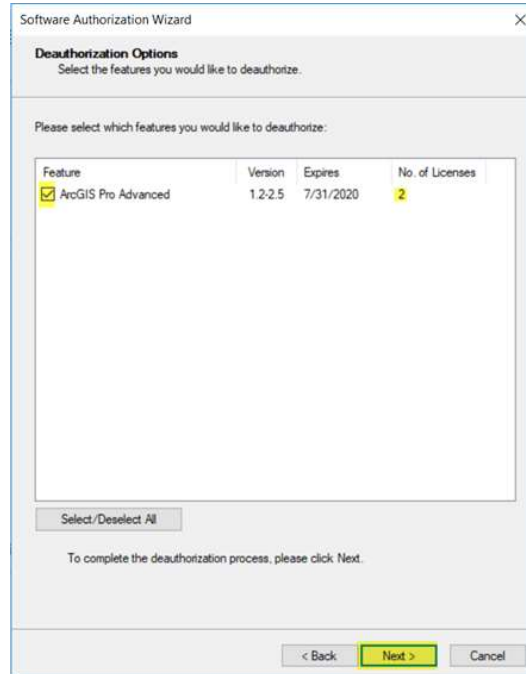 Software Authorization Wizard
Deauthorization Options
Select the features you would like to deauthorize.
Please select which features you would like to deauthorize:
Feature Version Expires No. of Licenses
ArcGIS Pro Advanced 1.2-2.5 7/31/2020 2
Select/Deselect All
To complete the deauthorization process, please click Next.
< Back Next > Cancel